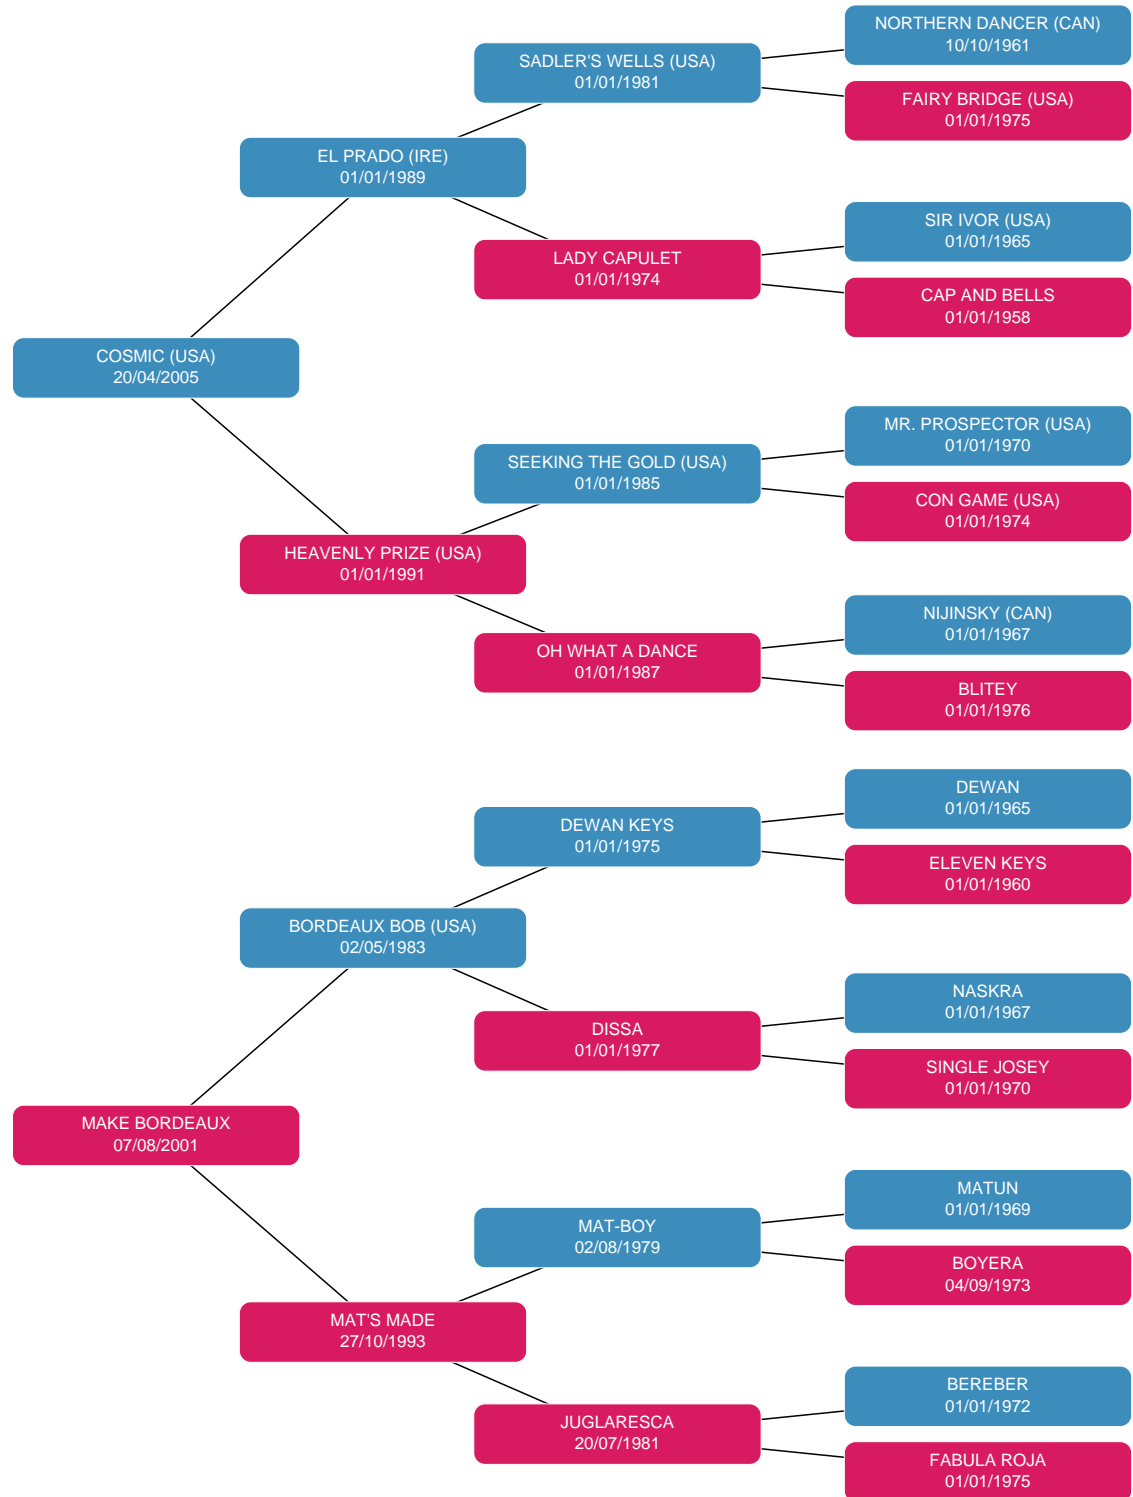 NORTHERN DANCER (CAN)
10/10/1961
SADLER'S WELLS (USA)
01/01/1981
FAIRY BRIDGE (USA)
01/01/1975
EL PRADO (IRE)
01/01/1989
SIR IVOR (USA)
01/01/1965
LADY CAPULET
01/01/1974
CAP AND BELLS
01/01/1958
COSMIC (USA)
20/04/2005
MR. PROSPECTOR (USA)
01/01/1970
SEEKING THE GOLD (USA)
01/01/1985
CON GAME (USA)
01/01/1974
HEAVENLY PRIZE (USA)
01/01/1991
NIJINSKY (CAN)
01/01/1967
OH WHAT A DANCE
01/01/1987
BLITEY
01/01/1976
DEWAN
01/01/1965
DEWAN KEYS
01/01/1975
ELEVEN KEYS
01/01/1960
BORDEAUX BOB (USA)
02/05/1983
NASKRA
01/01/1967
DISSA
01/01/1977
SINGLE JOSEY
01/01/1970
MAKE BORDEAUX
07/08/2001
MATUN
01/01/1969
MAT-BOY
02/08/1979
BOYERA
04/09/1973
MAT'S MADE
27/10/1993
BEREBER
01/01/1972
JUGLARESCA
20/07/1981
FABULA ROJA
01/01/1975